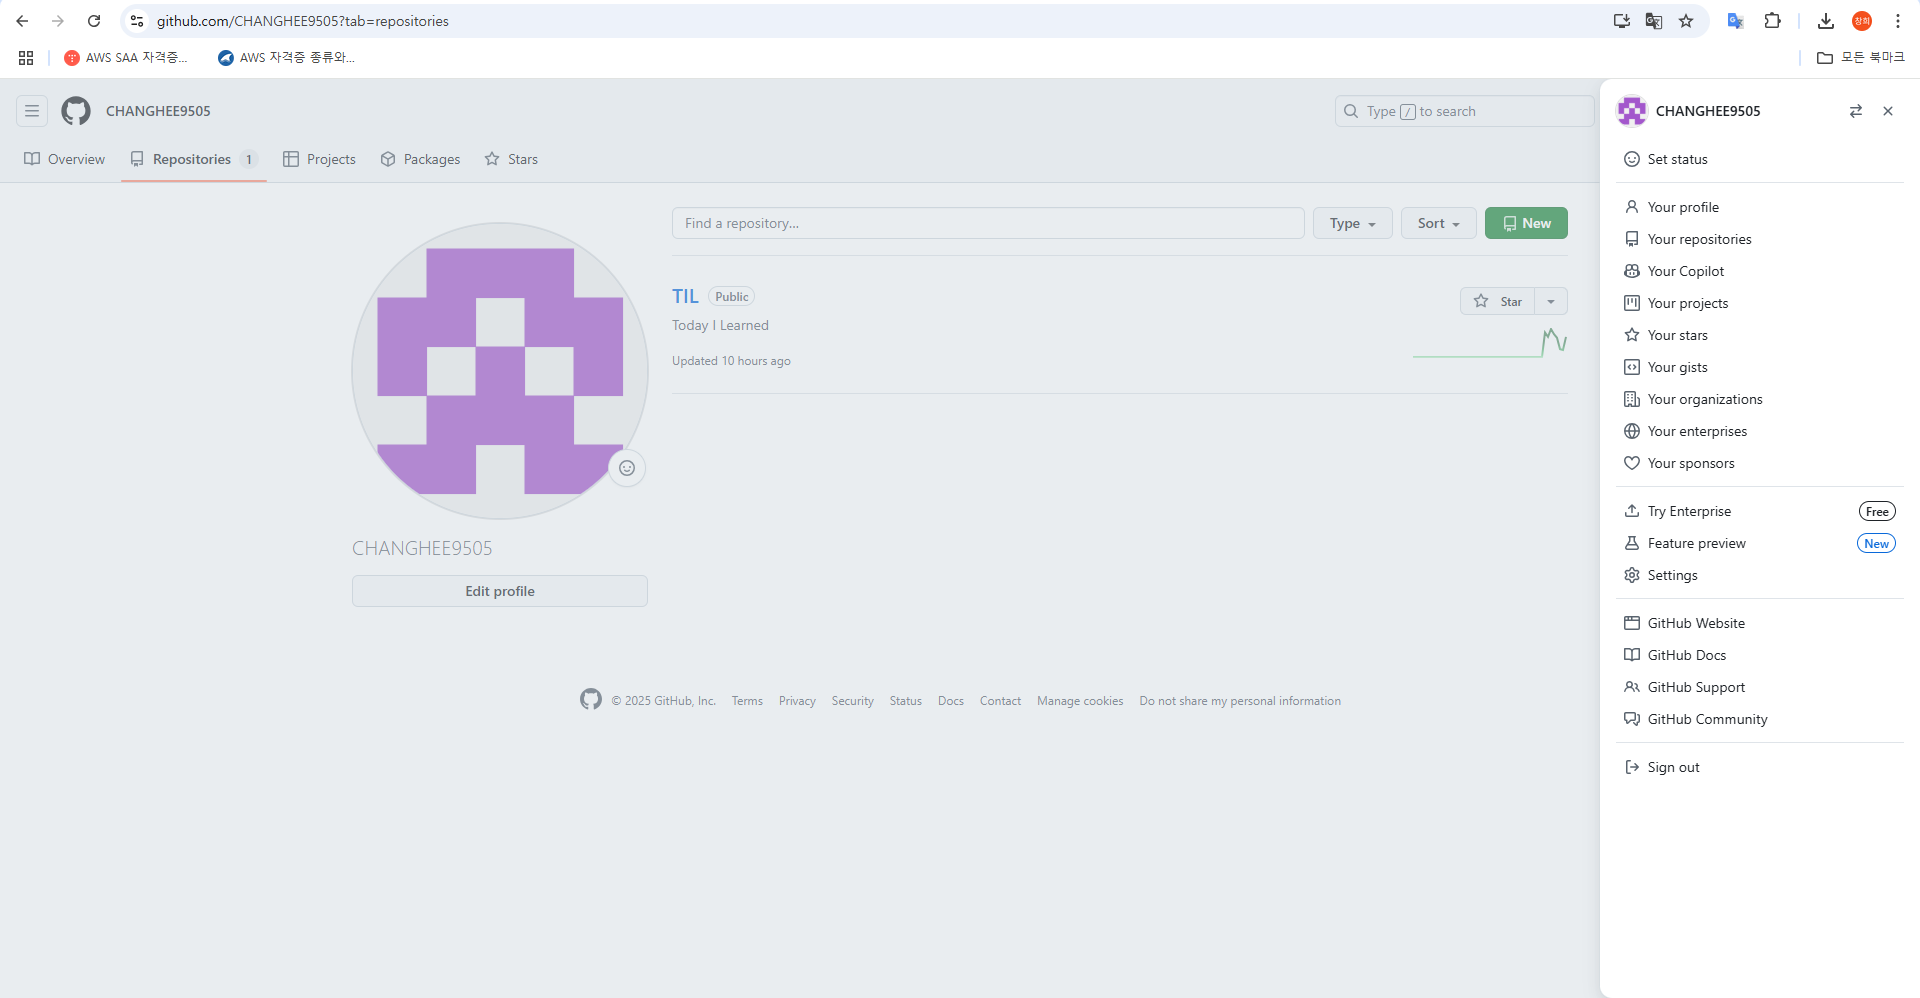 github.com/CHANGHEE9505?tab=repositories
창희
AWS SAA 자격증...
AWS 자격증 종류와...
모든 북마크
CHANGHEE9505
Type / to search
Overview
Repositories 1
Projects
Packages
Stars
Find a repository...
Type
Sort
New
TIL
Public
Star
Today I Learned
Updated 10 hours ago
CHANGHEE9505
Edit profile
© 2025 GitHub, Inc.
Terms
Privacy
Security
Status
Docs
Contact
Manage cookies
Do not share my personal information
CHANGHEE9505
Set status
Your profile
Your repositories
Your Copilot
Your projects
Your stars
Your gists
Your organizations
Your enterprises
Your sponsors
Try Enterprise
Free
Feature preview
New
Settings
GitHub Website
GitHub Docs
GitHub Support
GitHub Community
Sign out